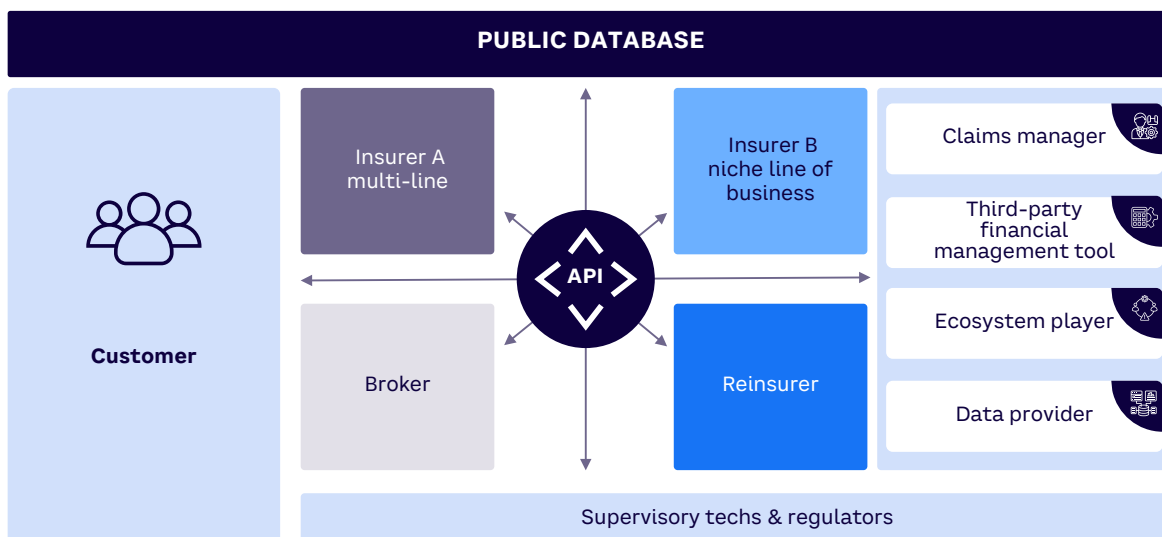 PUBLIC DATABASE
Customer
Insurer A
multi-line
Insurer B
niche line of
business
API
Broker
Reinsurer
Claims manager
Third-party
financial
management tool
Ecosystem player
Data provider
Supervisory techs & regulators